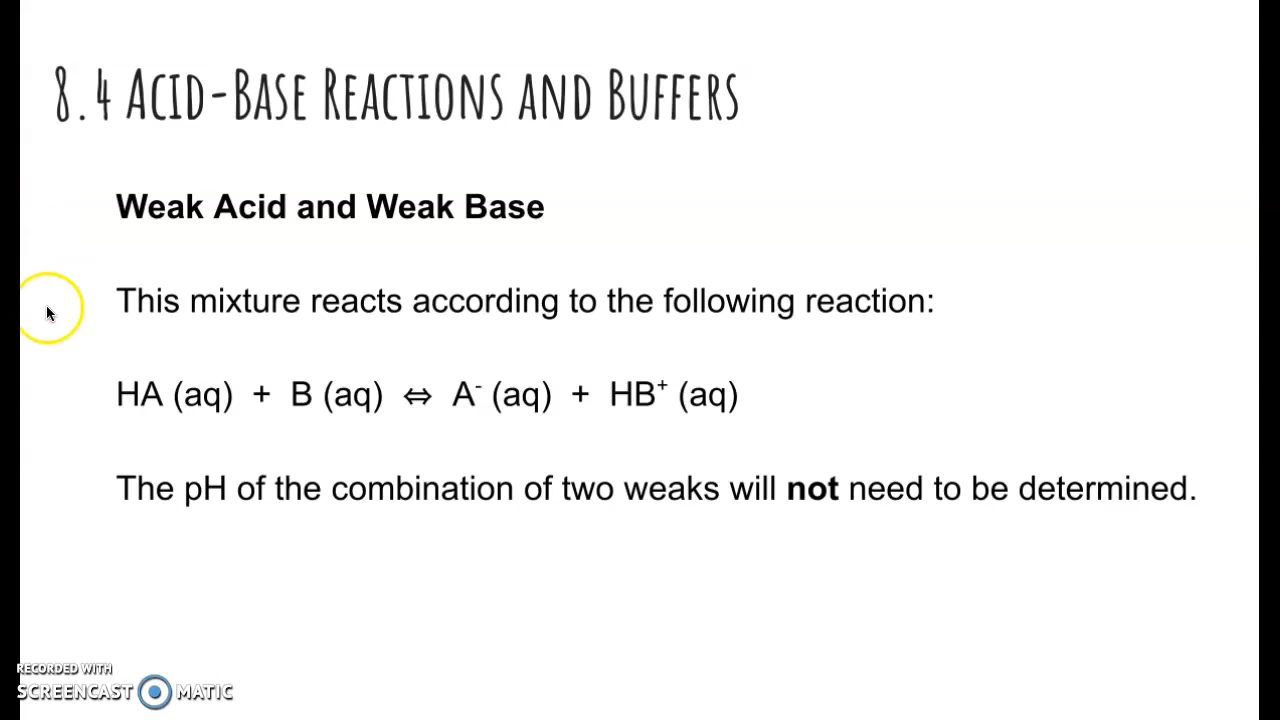 8.4 Acid-Base Reactions and Buffers
Weak Acid and Weak Base
This mixture reacts according to the following reaction:
HA (aq) + B (aq) ⇔ A⁻ (aq) + HB⁺ (aq)
The pH of the combination of two weaks will not need to be determined.
RECORDED WITH
SCREENCAST MATIC